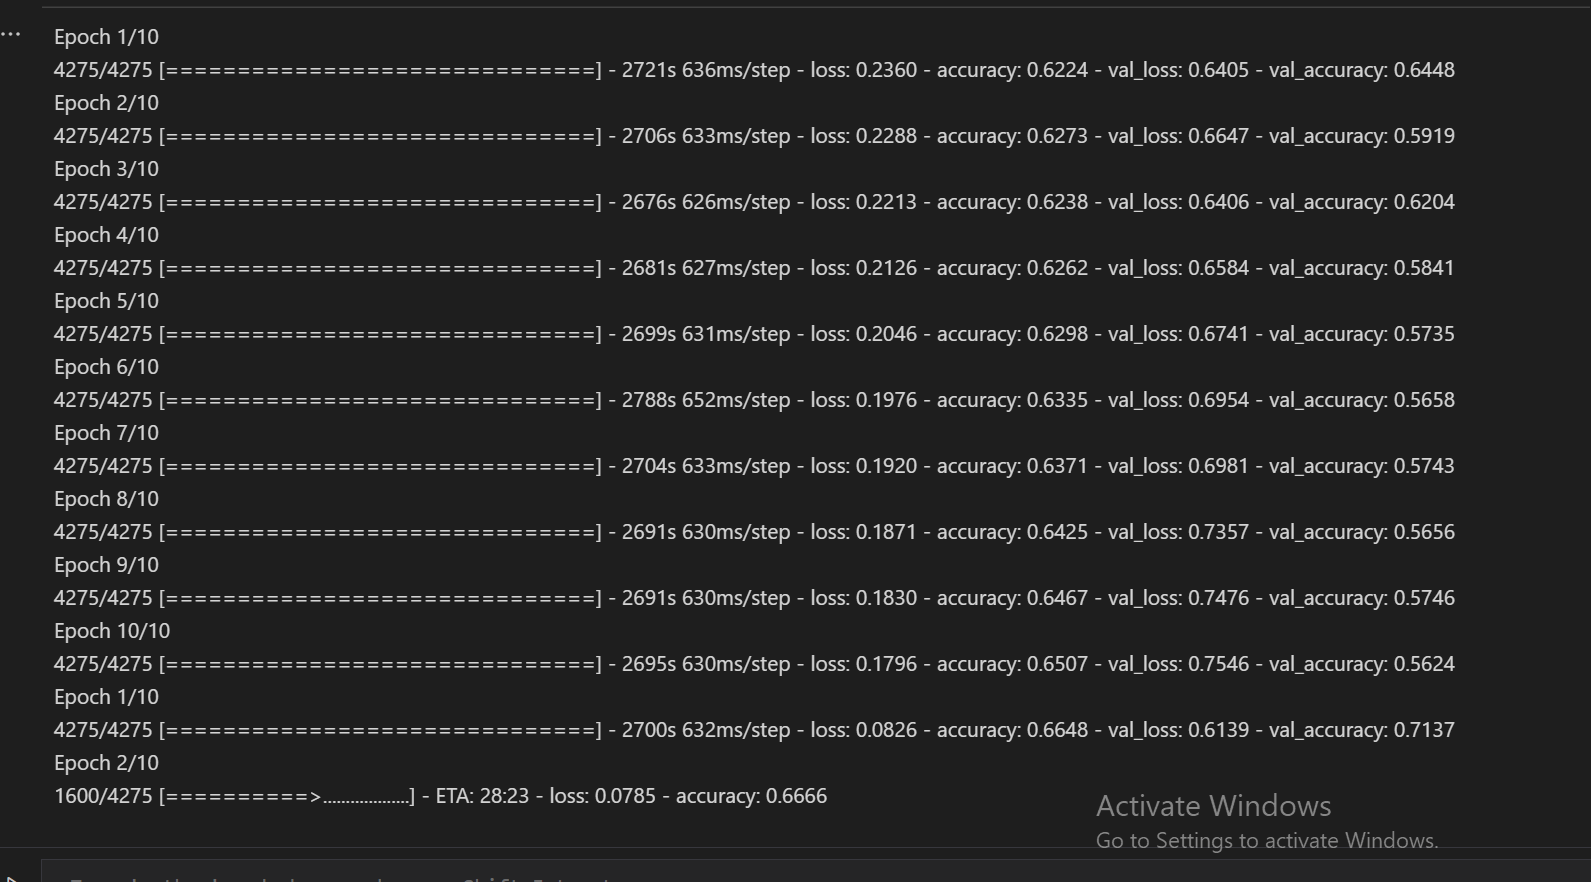 ...
Epoch 1/10
4275/4275 [==============================] - 2721s 636ms/step - loss: 0.2360 - accuracy: 0.6224 - val_loss: 0.6405 - val_accuracy: 0.6448
Epoch 2/10
4275/4275 [==============================] - 2706s 633ms/step - loss: 0.2288 - accuracy: 0.6273 - val_loss: 0.6647 - val_accuracy: 0.5919
Epoch 3/10
4275/4275 [==============================] - 2676s 626ms/step - loss: 0.2213 - accuracy: 0.6238 - val_loss: 0.6406 - val_accuracy: 0.6204
Epoch 4/10
4275/4275 [==============================] - 2681s 627ms/step - loss: 0.2126 - accuracy: 0.6262 - val_loss: 0.6584 - val_accuracy: 0.5841
Epoch 5/10
4275/4275 [==============================] - 2699s 631ms/step - loss: 0.2046 - accuracy: 0.6298 - val_loss: 0.6741 - val_accuracy: 0.5735
Epoch 6/10
4275/4275 [==============================] - 2788s 652ms/step - loss: 0.1976 - accuracy: 0.6335 - val_loss: 0.6954 - val_accuracy: 0.5658
Epoch 7/10
4275/4275 [==============================] - 2704s 633ms/step - loss: 0.1920 - accuracy: 0.6371 - val_loss: 0.6981 - val_accuracy: 0.5743
Epoch 8/10
4275/4275 [==============================] - 2691s 630ms/step - loss: 0.1871 - accuracy: 0.6425 - val_loss: 0.7357 - val_accuracy: 0.5656
Epoch 9/10
4275/4275 [==============================] - 2691s 630ms/step - loss: 0.1830 - accuracy: 0.6467 - val_loss: 0.7476 - val_accuracy: 0.5746
Epoch 10/10
4275/4275 [==============================] - 2695s 630ms/step - loss: 0.1796 - accuracy: 0.6507 - val_loss: 0.7546 - val_accuracy: 0.5624
Epoch 1/10
4275/4275 [==============================] - 2700s 632ms/step - loss: 0.0826 - accuracy: 0.6648 - val_loss: 0.6139 - val_accuracy: 0.7137
Epoch 2/10
1600/4275 [==========>...................] - ETA: 28:23 - loss: 0.0785 - accuracy: 0.6666
Activate Windows
Go to Settings to activate Windows.